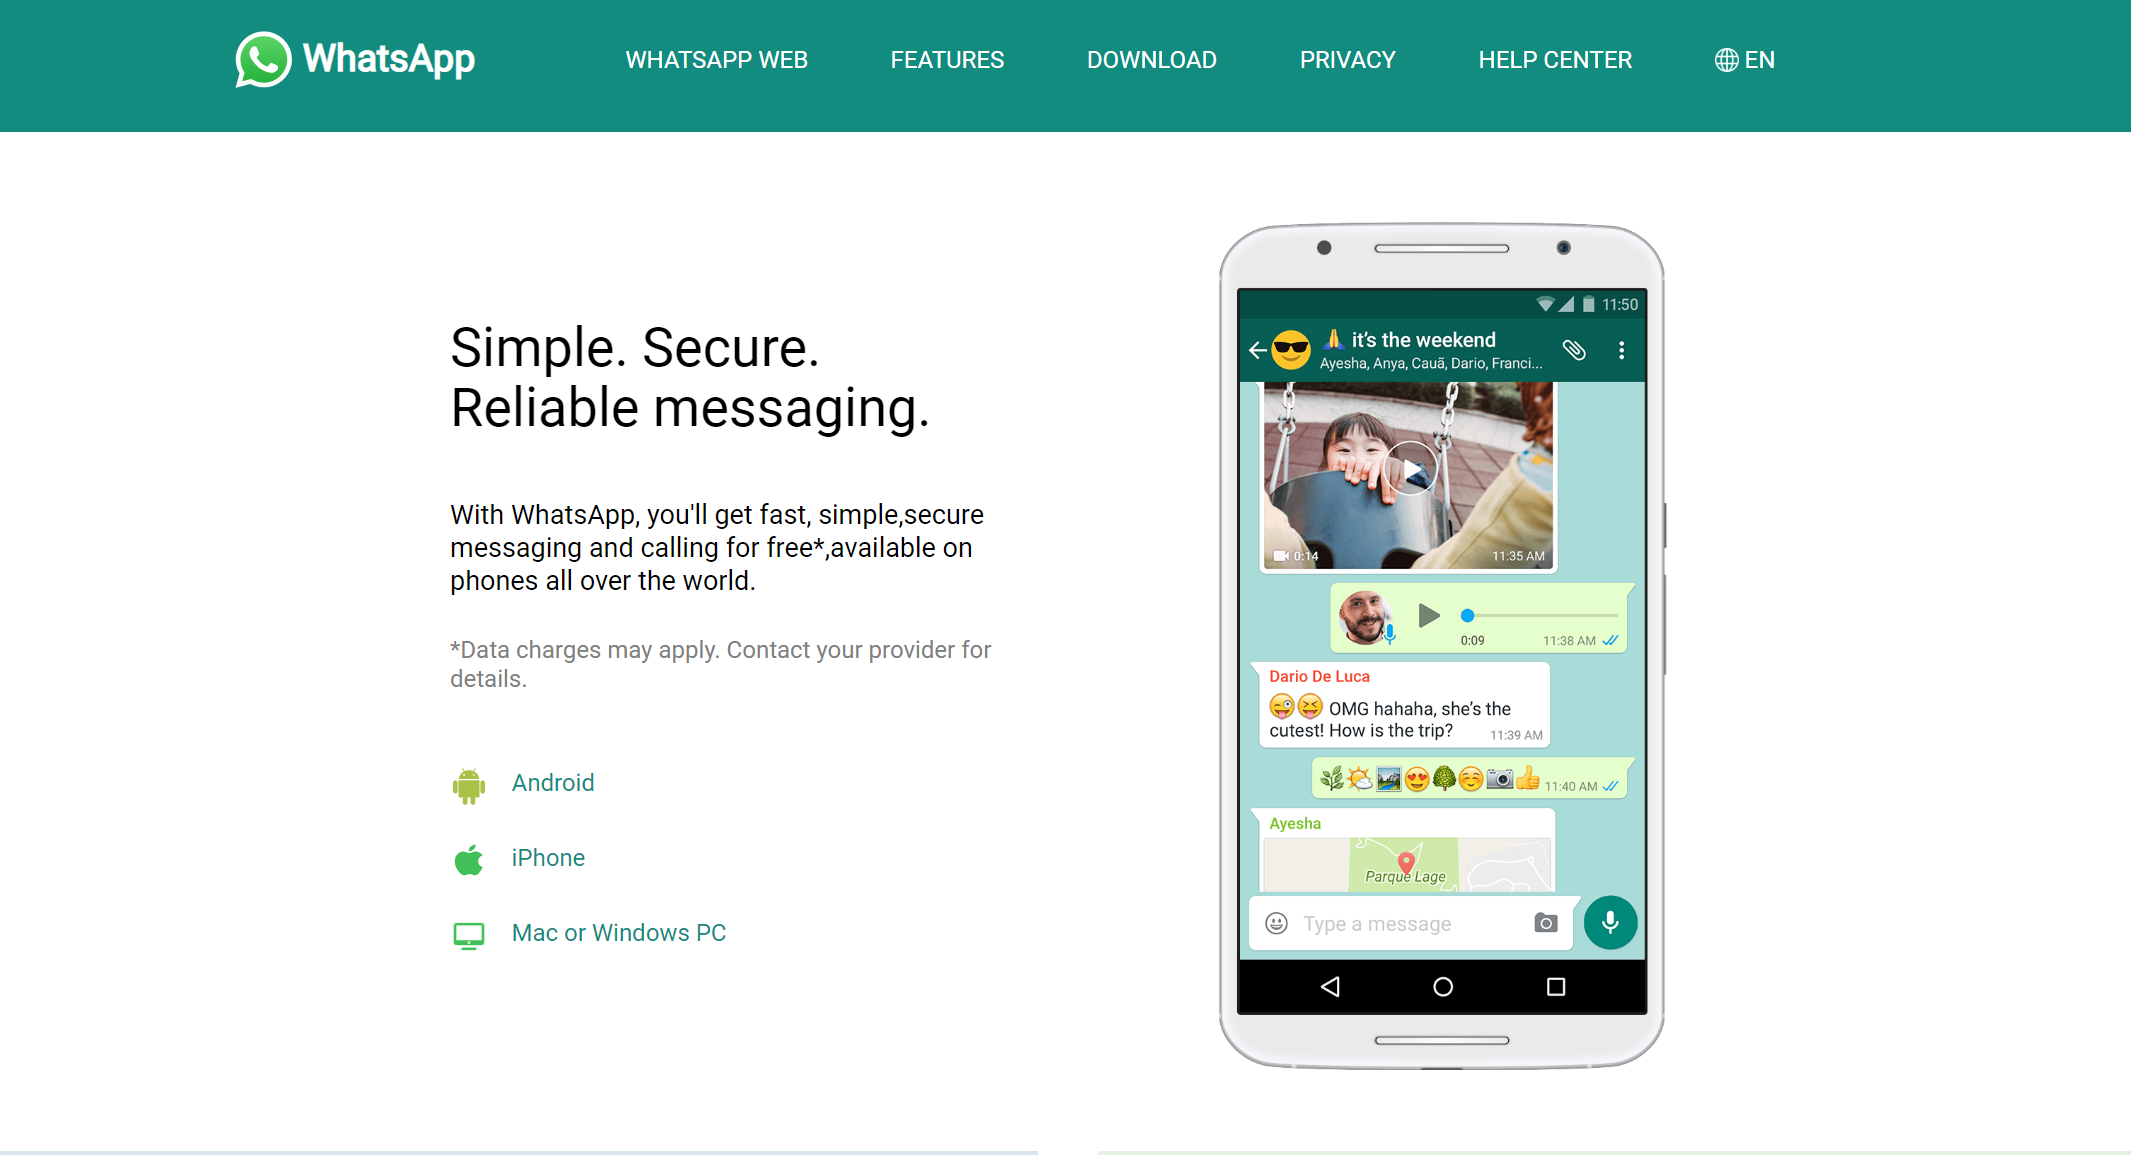 WhatsApp
WHATSAPP WEB
FEATURES
DOWNLOAD
PRIVACY
HELP CENTER
EN
Simple. Secure.
Reliable messaging.
With WhatsApp, you'll get fast, simple,secure
messaging and calling for free*,available on
phones all over the world.
*Data charges may apply. Contact your provider for
details.
Android
iPhone
Mac or Windows PC
11:50
🙏 it’s the weekend
Ayesha, Anya, Cauã, Dario, Franci...
0:14 11:35 AM
0:09 11:38 AM
Dario De Luca
😜😝 OMG hahaha, she’s the
cutest! How is the trip?
11:39 AM
🌿🌤🏞😍🌳☺📷👍 11:40 AM
Ayesha
Parque Lage
Type a message